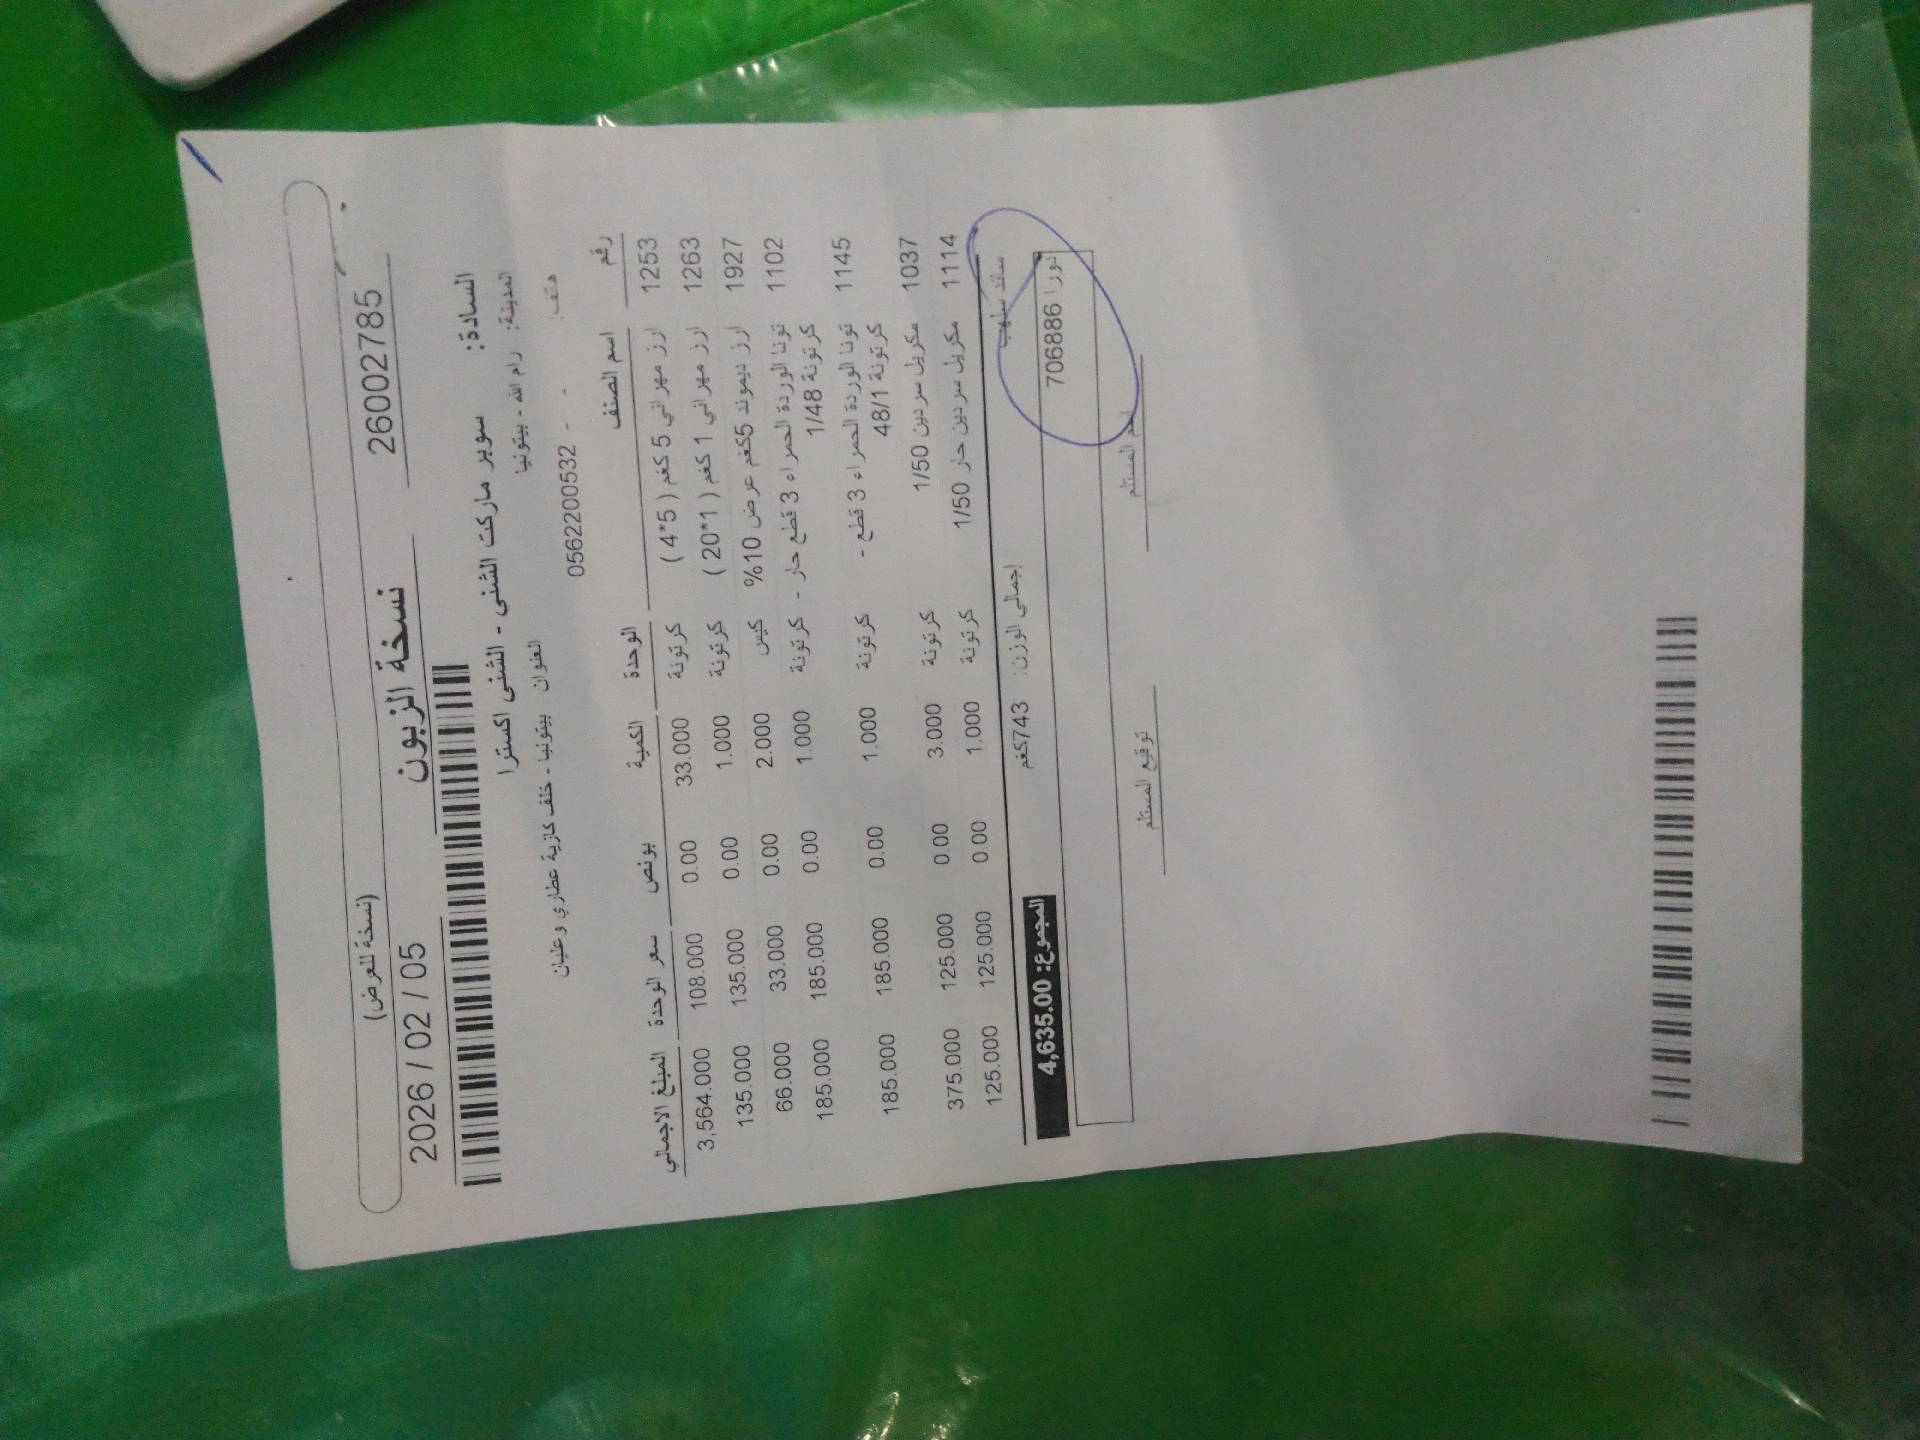 (نسخة للعرض)
26002785 نسخة الزبون 2026 / 02 / 05
السادة: سوبر ماركت الشنى - الشنى اكسترا
المدينة: رام الله - بيتونيا العنوان بيتونيا - خلف كازية عطاري وعليان
هاتف: - - 0562200532
رقم اسم الصنف الوحدة الكمية بونص سعر الوحدة المبلغ الاجمالي
1253 ارز مهراني 5 كغم ( 5*4 ) كرتونة 33.000 0.00 108.000 3,564.000
1263 ارز مهراني 1 كغم ( 1*20 ) كرتونة 1.000 0.00 135.000 135.000
1927 ارز ديموند 5كغم عرض 10% كيس 2.000 0.00 33.000 66.000
1102 تونا الوردة الحمراء 3 قطع حار - كرتونة 1.000 0.00 185.000 185.000
كرتونة 1/48
1145 تونا الوردة الحمراء 3 قطع - كرتونة 1.000 0.00 185.000 185.000
كرتونة 48/1
1037 مكريل سردين 1/50 كرتونة 3.000 0.00 125.000 375.000
1114 مكريل سردين حار 1/50 كرتونة 1.000 0.00 125.000 125.000
إجمالي الوزن: 743كغم المجموع: 4,635.00
دورا 7068886
اسم المستلم توقيع المستلم